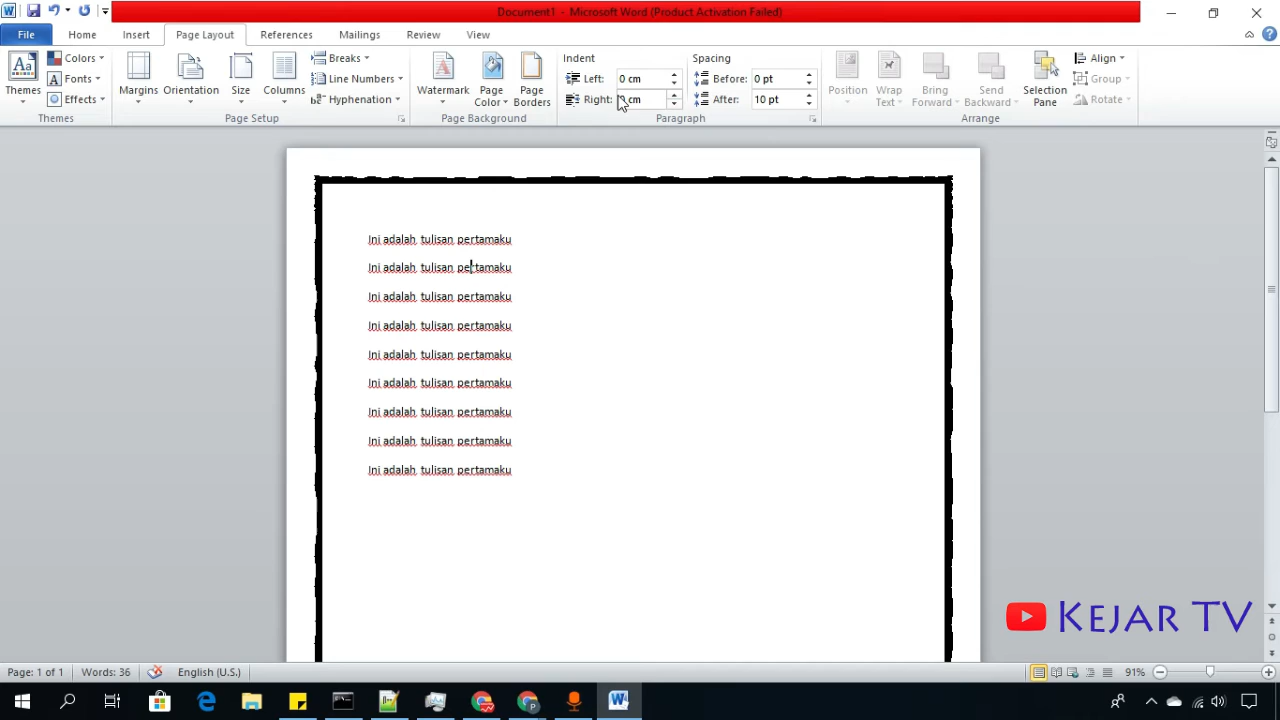 Document1 - Microsoft Word (Product Activation Failed)
File Home Insert Page Layout References Mailings Review View
Themes
Colors
Fonts
Effects
Themes
Margins
Orientation
Size
Columns
Breaks
Line Numbers
Hyphenation
Page Setup
Watermark
Page Color
Page Borders
Page Background
Indent
Left: 0 cm
Right: 0 cm
Spacing
Before: 0 pt
After: 10 pt
Paragraph
Position
Wrap Text
Bring Forward
Send Backward
Selection Pane
Align
Group
Rotate
Arrange
Ini adalah tulisan pertamaku
Ini adalah tulisan pertamaku
Ini adalah tulisan pertamaku
Ini adalah tulisan pertamaku
Ini adalah tulisan pertamaku
Ini adalah tulisan pertamaku
Ini adalah tulisan pertamaku
Ini adalah tulisan pertamaku
Ini adalah tulisan pertamaku
KEJAR TV
Page: 1 of 1 Words: 36 English (U.S.) 91%